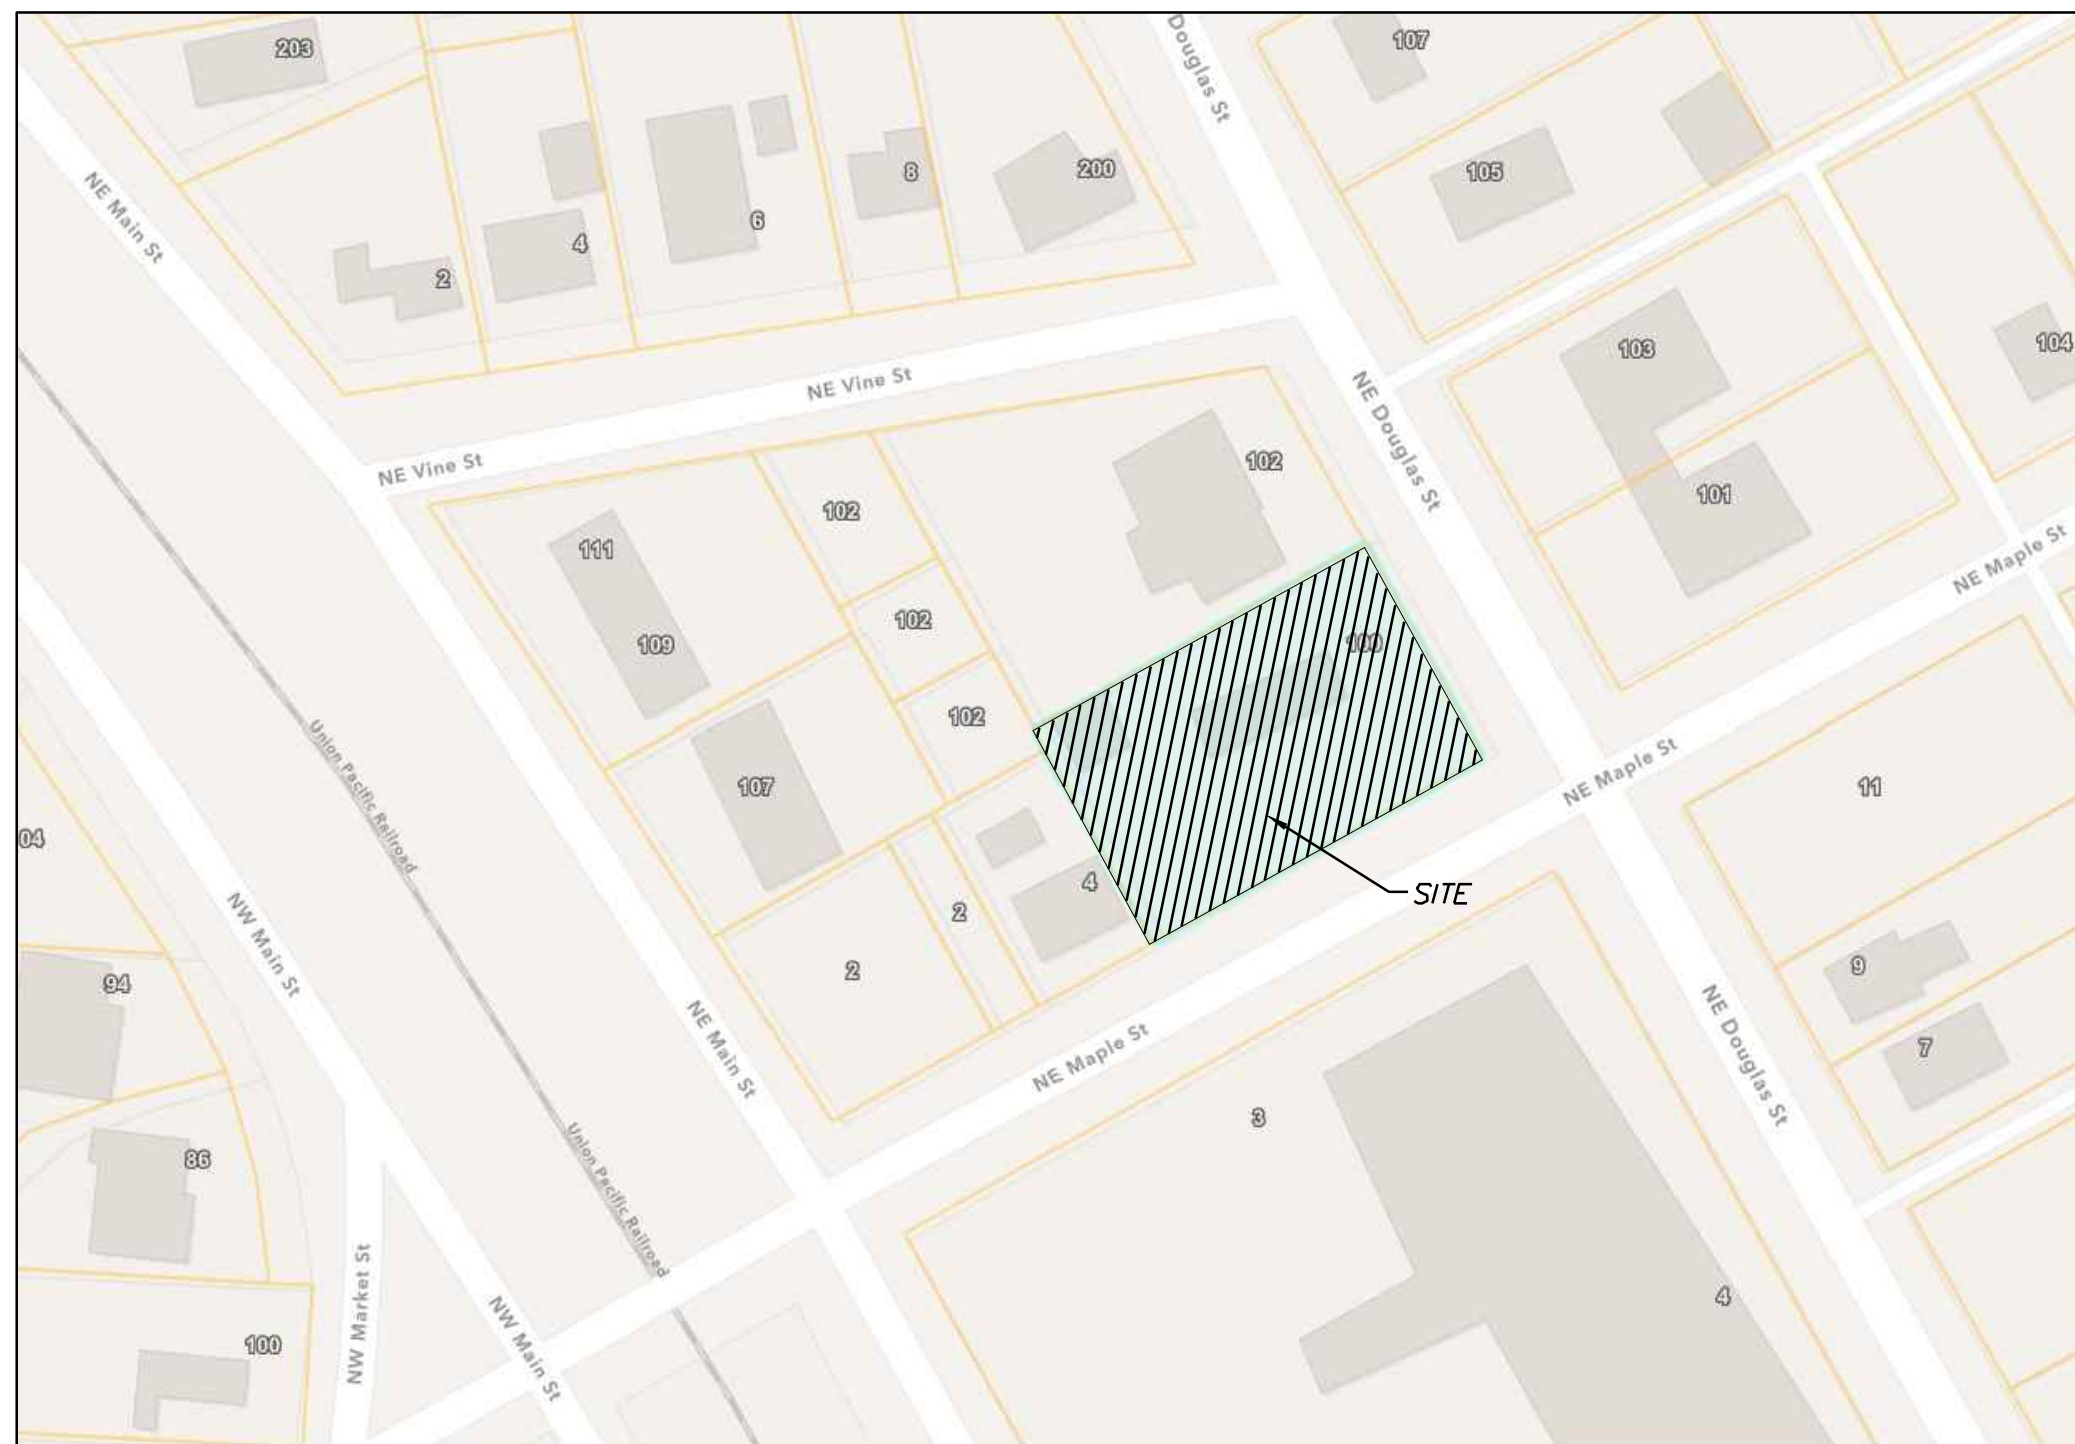 203
Douglas St
107
NE Main St
105
8
200
6
4
2
103
104
NE Vine St
NE Douglas St
NE Vine St
102
101
102
111
NE Maple St
102
109
100
102
Union Pacific Railroad
107
NE Maple St
11
04
4
SITE
NW Main St
2
2
9
94
NE Main St
NE Maple St
NE Douglas St
7
3
Union Pacific Railroad
86
4
NW Market St
NW Main St
100